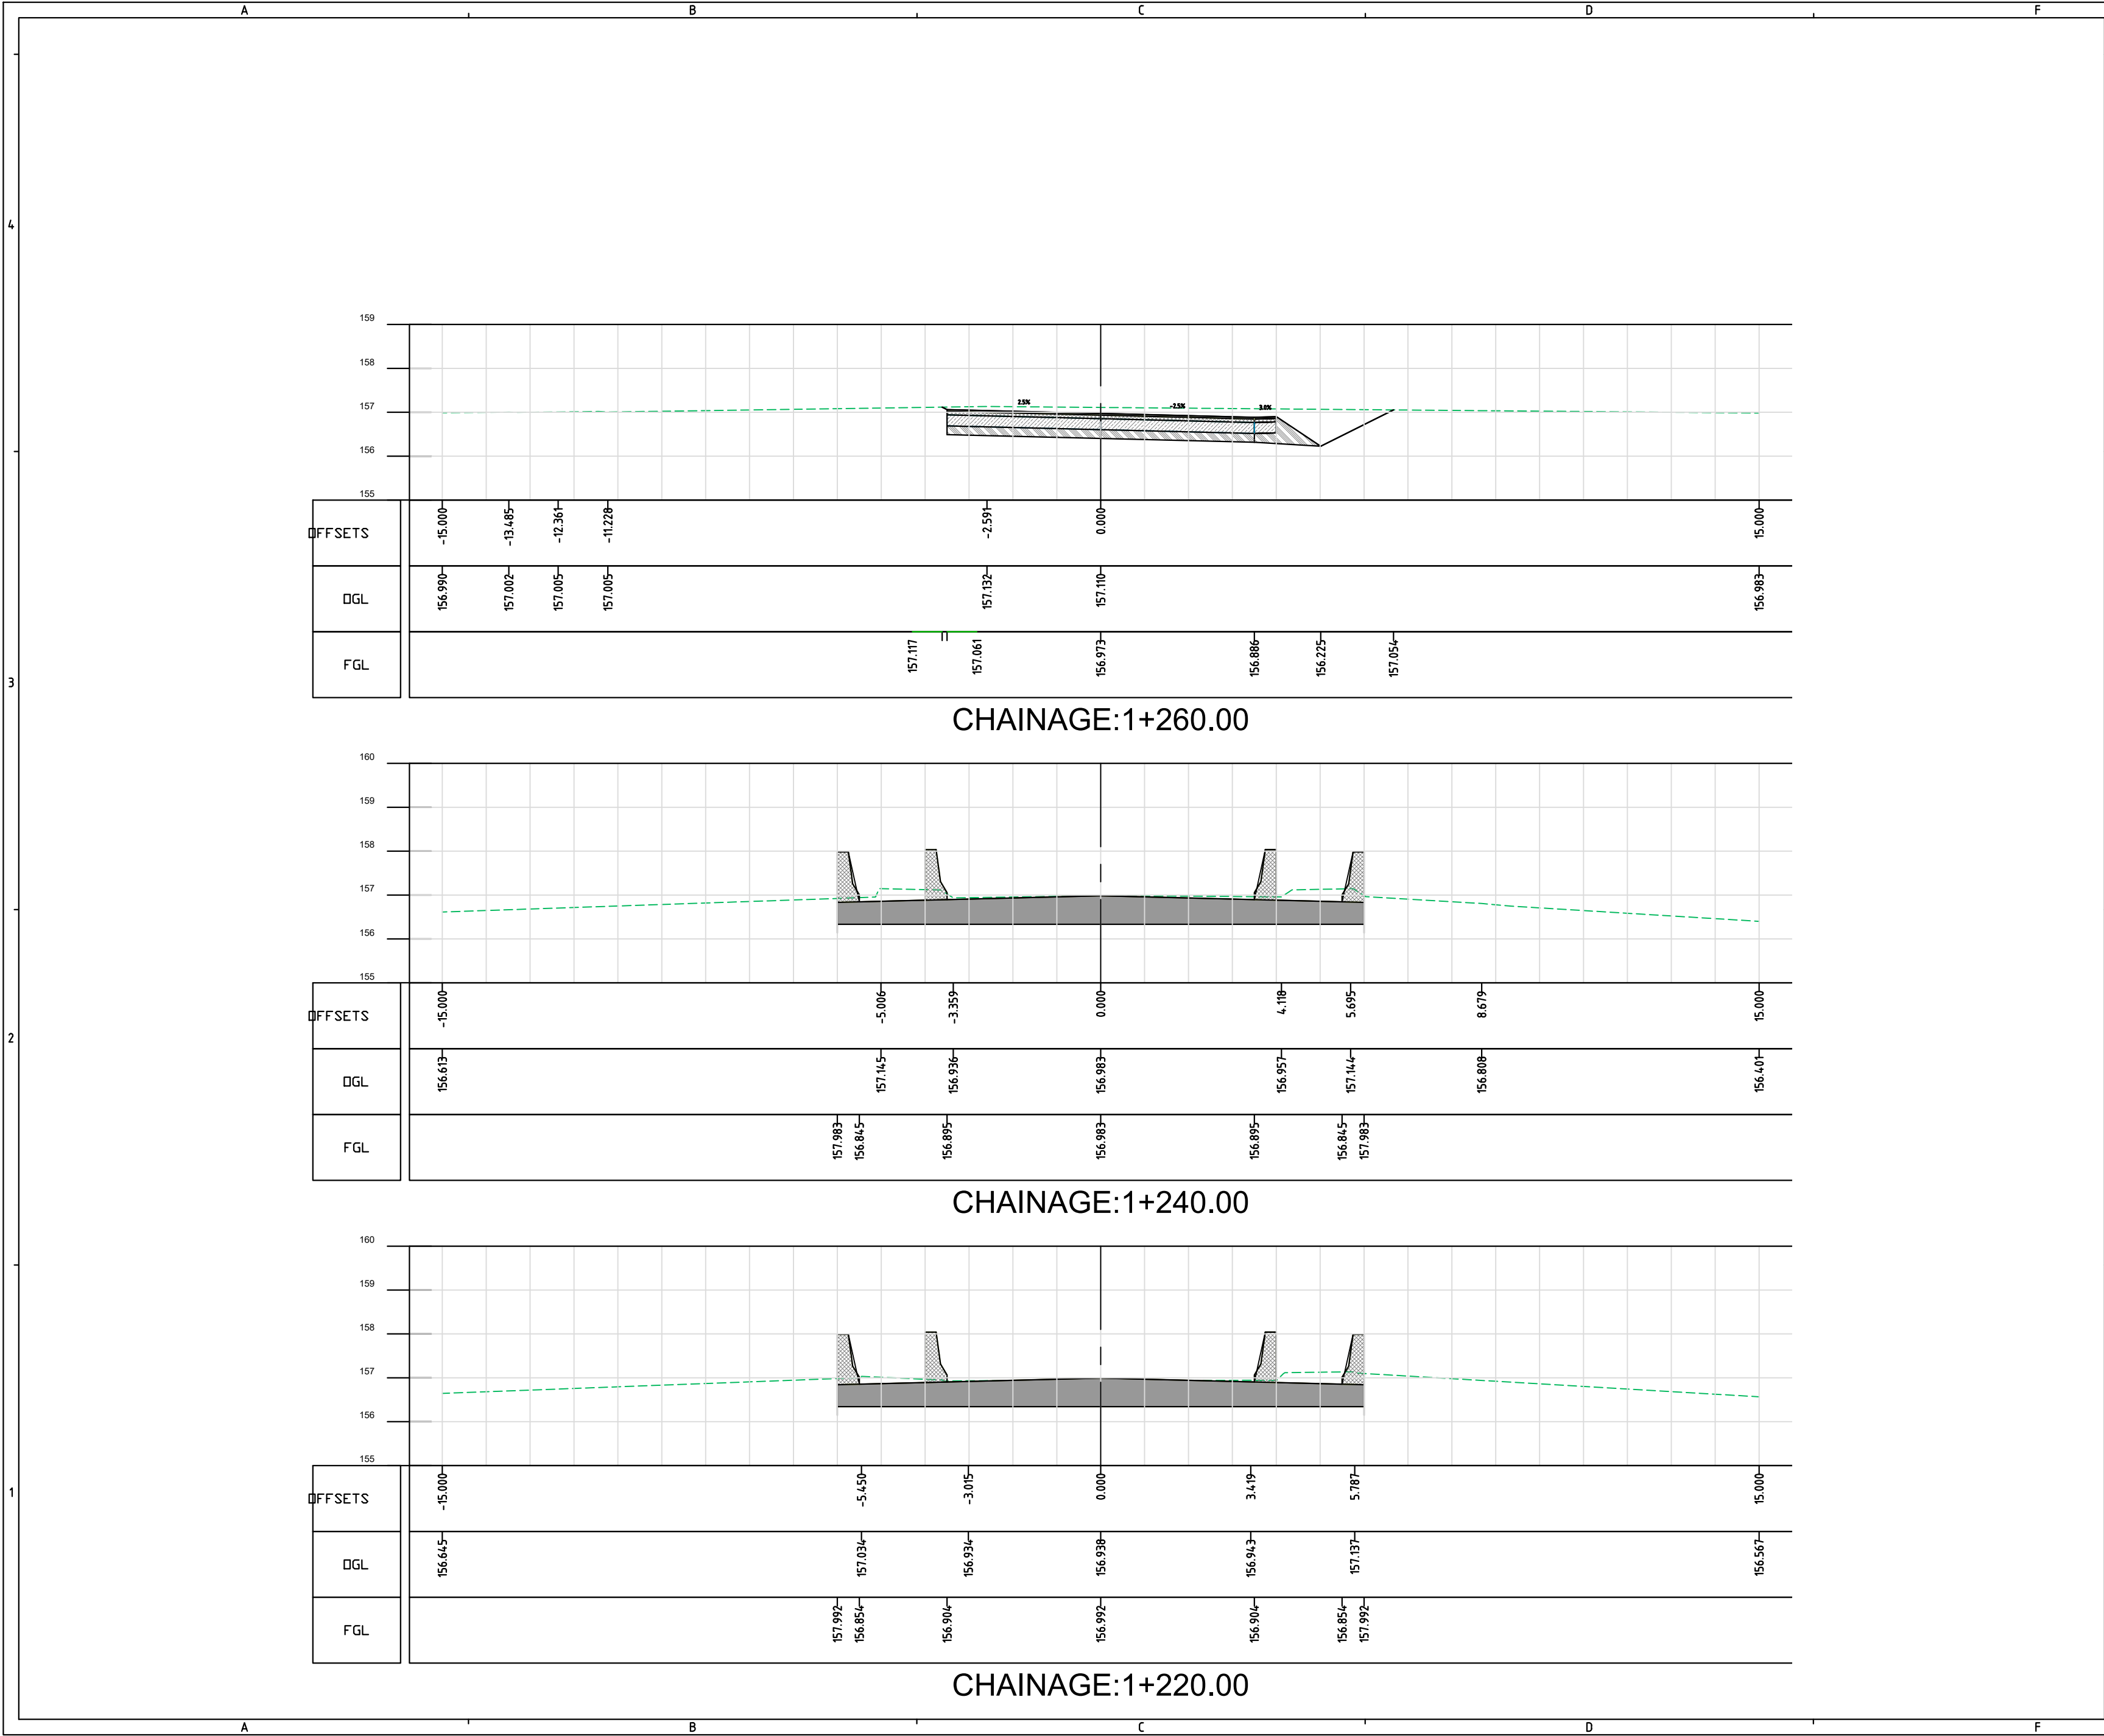 A B C D F
4
159
158
2.5% -2.5% 3.0%
157
156
155
OFFSETS -15.000 -13.485 -12.361 -11.228 -2.591 0.000 15.000
OGL 156.990 157.002 157.005 157.005 157.132 157.110 156.983
FGL 157.117 157.061 156.973 156.886 156.225 157.054
3
CHAINAGE:1+260.00
160
159
158
157
156
155
OFFSETS -15.000 -5.006 -3.359 0.000 4.118 5.695 8.679 15.000
2
OGL 156.613 157.145 156.936 156.983 156.957 157.144 156.808 156.401
FGL 157.983 156.845 156.895 156.983 156.895 156.845 157.983
CHAINAGE:1+240.00
160
159
158
157
156
155
OFFSETS -15.000 -5.450 -3.015 0.000 3.419 5.787 15.000
1
OGL 156.645 157.034 156.934 156.938 156.943 157.137 156.567
FGL 157.992 156.854 156.904 156.992 156.904 156.854 157.992
CHAINAGE:1+220.00
A B C D F